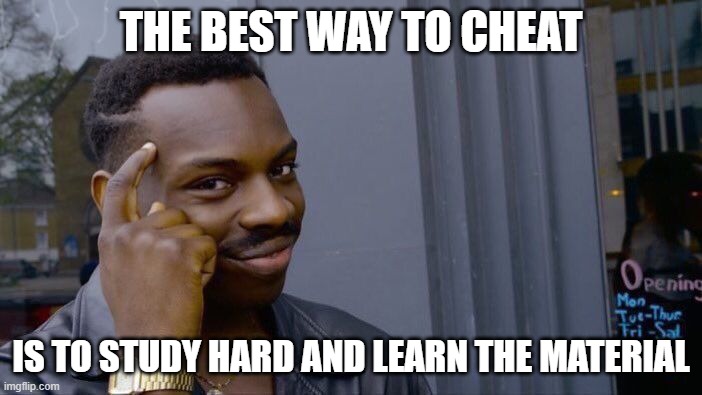 THE BEST WAY TO CHEAT
Opening
Mon
Tue-Thur
Fri-Sat
IS TO STUDY HARD AND LEARN THE MATERIAL
imgflip.com